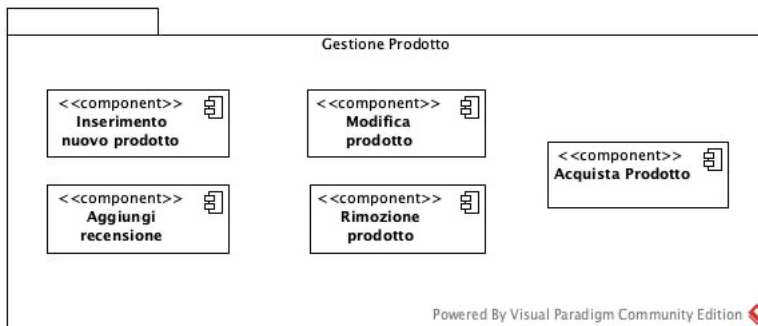 Gestione Prodotto
<<component>>
Inserimento
nuovo prodotto
<<component>>
Modifica
prodotto
<<component>>
Acquista Prodotto
<<component>>
Aggiungi
recensione
<<component>>
Rimozione
prodotto
Powered By Visual Paradigm Community Edition